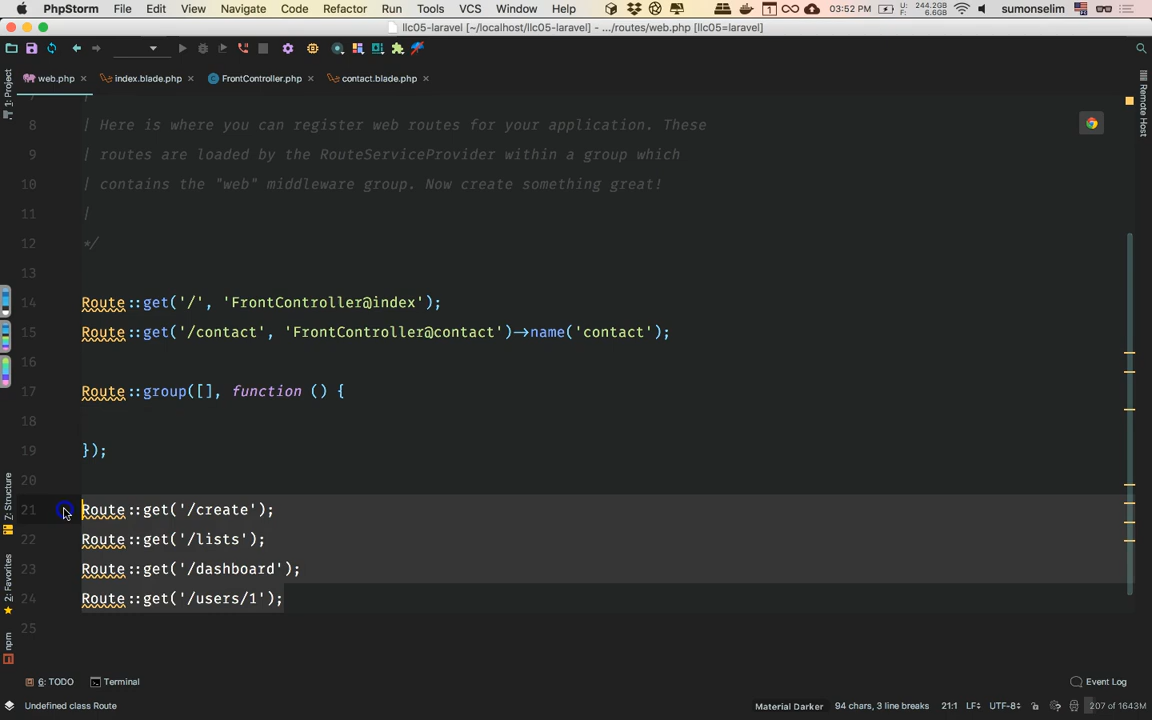 PhpStorm File Edit View Navigate Code Refactor Run Tools VCS Window Help 1 03:52 PM U: 244.2GB F: 6.6GB sumonselim
llc05-laravel [~/localhost/llc05-laravel] - .../routes/web.php [llc05=laravel]
web.php index.blade.php FrontController.php contact.blade.php
1: Project
Remote Host
7 |
8 | Here is where you can register web routes for your application. These
9 | routes are loaded by the RouteServiceProvider within a group which
10 | contains the "web" middleware group. Now create something great!
11 |
12 */
13
14 Route::get('/', 'FrontController@index');
15 Route::get('/contact', 'FrontController@contact')->name('contact');
16
17 Route::group([], function () {
18
19 });
20
21 Route::get('/create');
22 Route::get('/lists');
23 Route::get('/dashboard');
24 Route::get('/users/1');
25
7: Structure
2: Favorites
npm
6: TODO Terminal Event Log
Undefined class Route Material Darker 94 chars, 3 line breaks 21:1 LF UTF-8 207 of 1643M